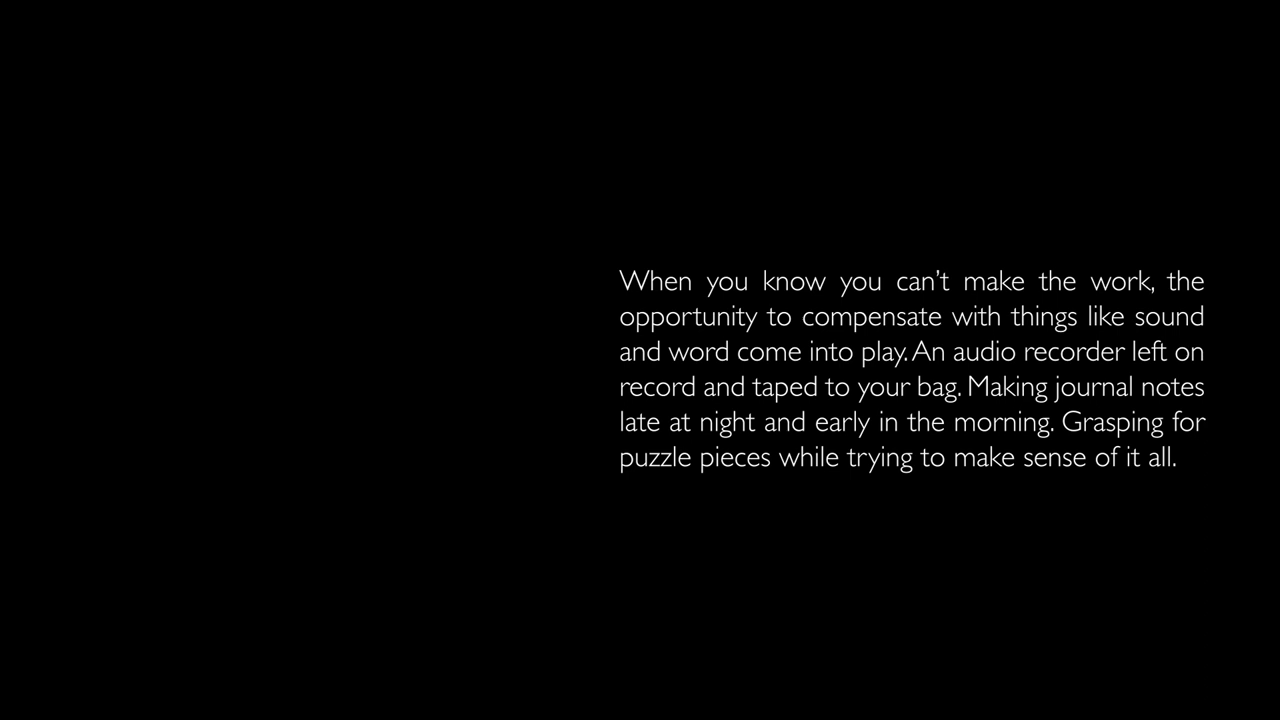 When you know you can’t make the work, the
opportunity to compensate with things like sound
and word come into play. An audio recorder left on
record and taped to your bag. Making journal notes
late at night and early in the morning. Grasping for
puzzle pieces while trying to make sense of it all.